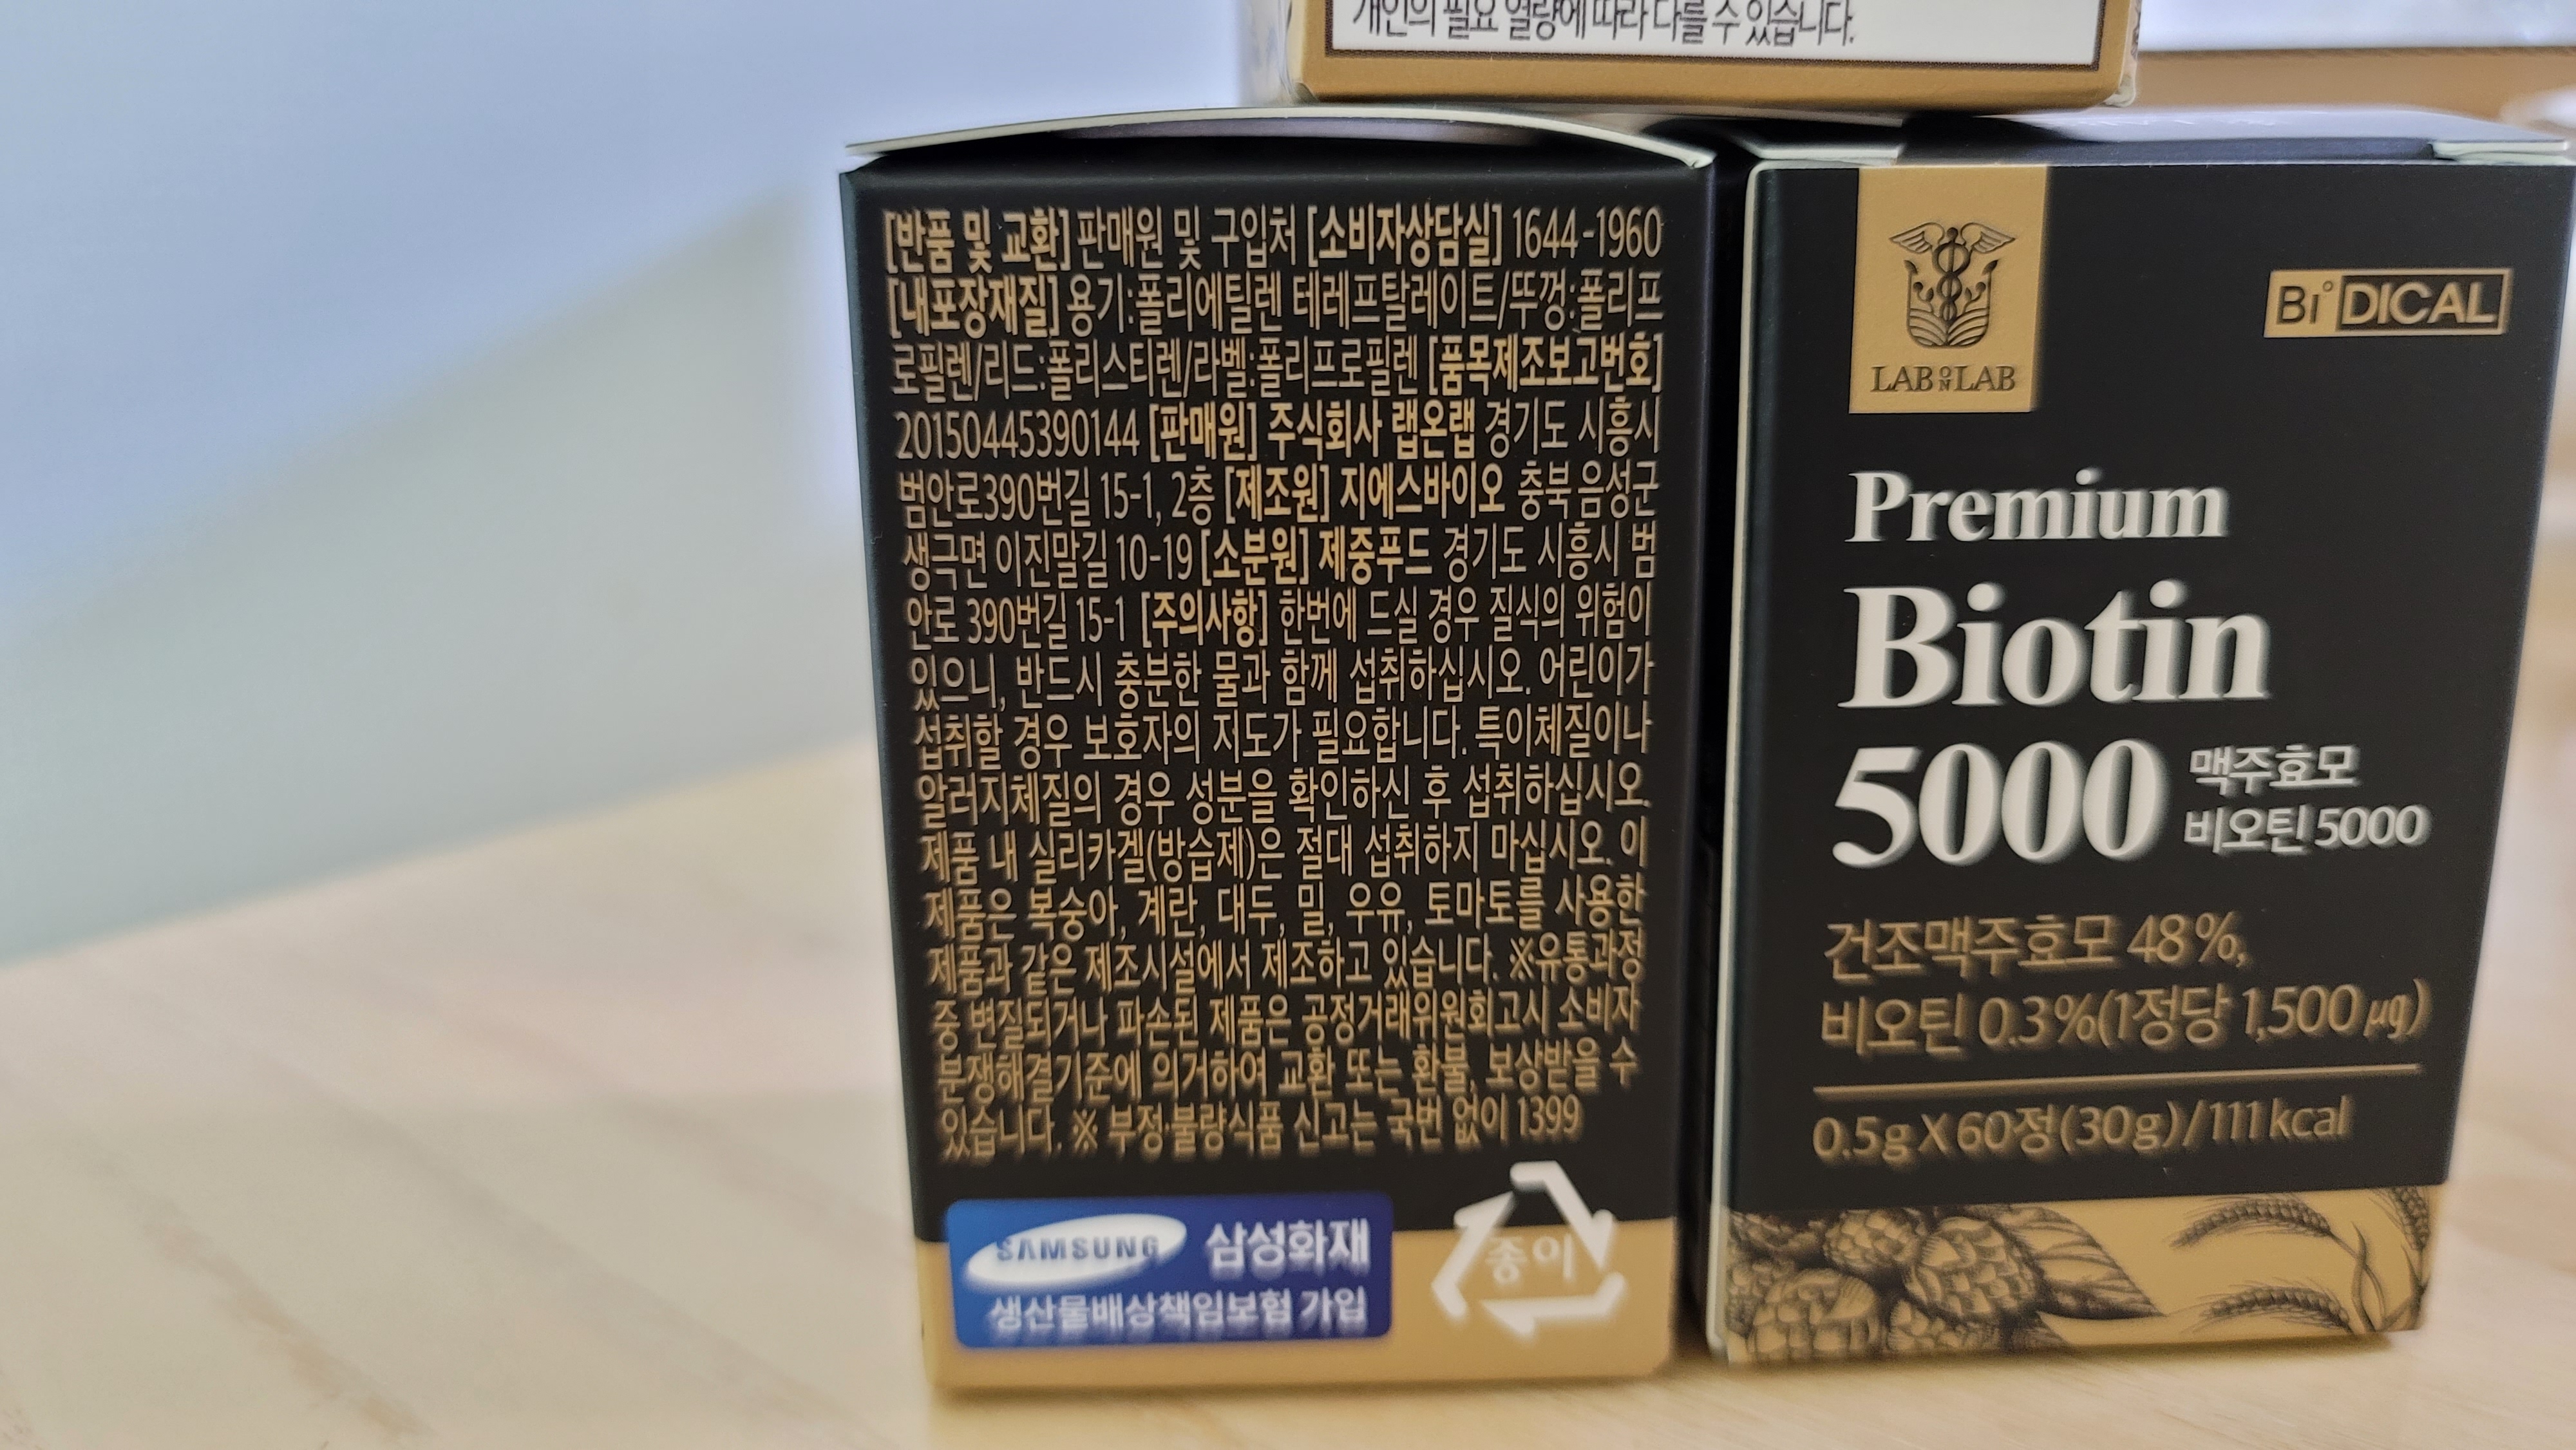 개인의 필요 열량에 따라 다를 수 있습니다.
[반품 및 교환] 판매원 및 구입처 [소비자상담실] 1644-1960
[내포장재질] 용기:폴리에틸렌 테레프탈레이트/뚜껑:폴리프
로필렌/리드:폴리스티렌/라벨:폴리프로필렌 [품목제조보고번호]
20150445390144 [판매원] 주식회사 랩온랩 경기도 시흥시
범안로390번길 15-1, 2층 [제조원] 지에스바이오 충북 음성군
생극면 이진말길 10-19 [소분원] 제중푸드 경기도 시흥시 범
안로 390번길 15-1 [주의사항] 한번에 드실 경우 질식의 위험이
있으니, 반드시 충분한 물과 함께 섭취하십시오. 어린이가
섭취할 경우 보호자의 지도가 필요합니다. 특이체질이나
알러지체질의 경우 성분을 확인하신 후 섭취하십시오.
제품 내 실리카겔(방습제)은 절대 섭취하지 마십시오. 이
제품은 복숭아, 계란, 대두, 밀, 우유, 토마토를 사용한
제품과 같은 제조시설에서 제조하고 있습니다. ※유통과정
중 변질되거나 파손된 제품은 공정거래위원회고시 소비자
분쟁해결기준에 의거하여 교환 또는 환불, 보상받을 수
있습니다. ※ 부정·불량식품 신고는 국번 없이 1399
SAMSUNG 삼성화재
생산물배상책임보험 가입
종이
LAB ON LAB
BI°DICAL
Premium
Biotin
5000
맥주효모
비오틴 5000
건조맥주효모 48%,
비오틴 0.3%(1정당 1,500㎍)
0.5g X 60정(30g)/111kcal